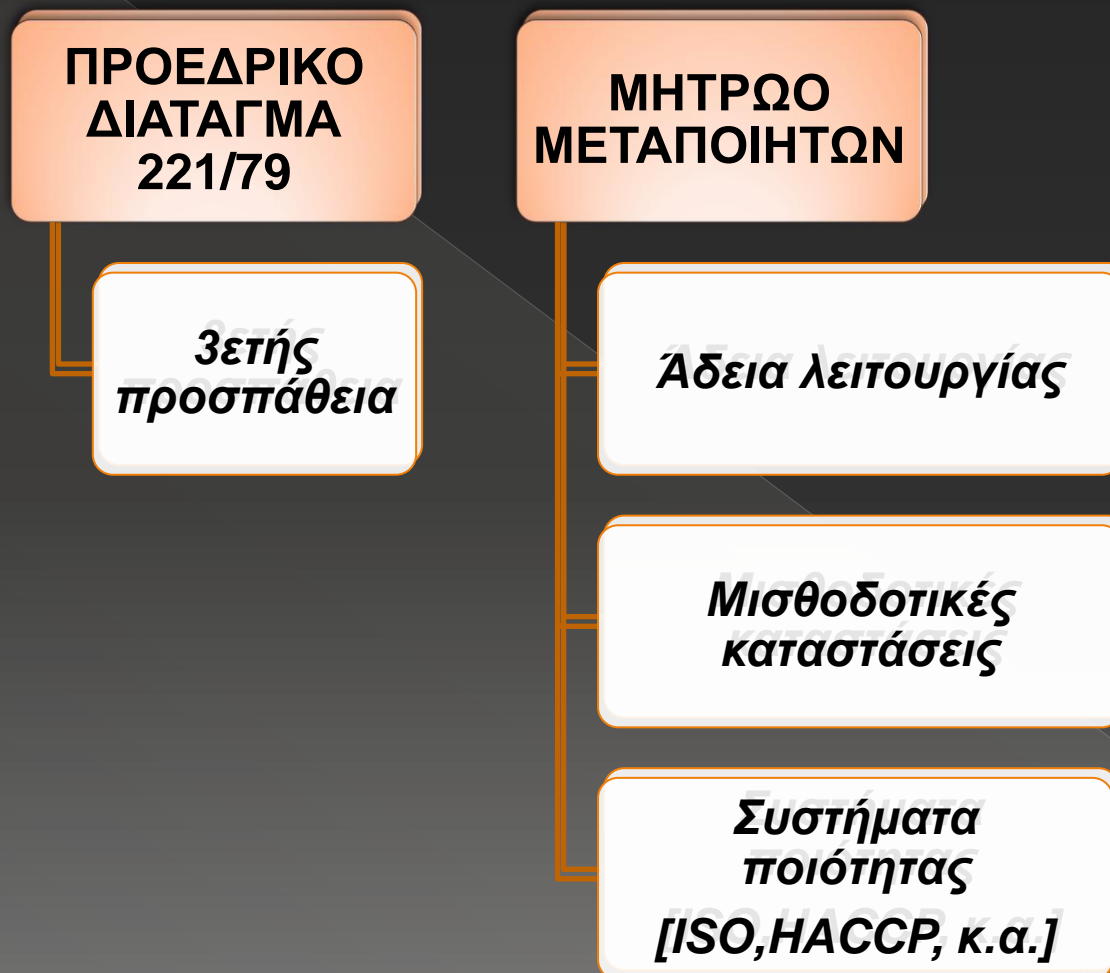 ΠΡΟΕΔΡΙΚΟ
ΔΙΑΤΑΓΜΑ
221/79
3ετής
προσπάθεια
ΜΗΤΡΩΟ
ΜΕΤΑΠΟΙΗΤΩΝ
Άδεια λειτουργίας
Μισθοδοτικές
καταστάσεις
Συστήματα
ποιότητας
[ISO,HACCP, κ.α.]